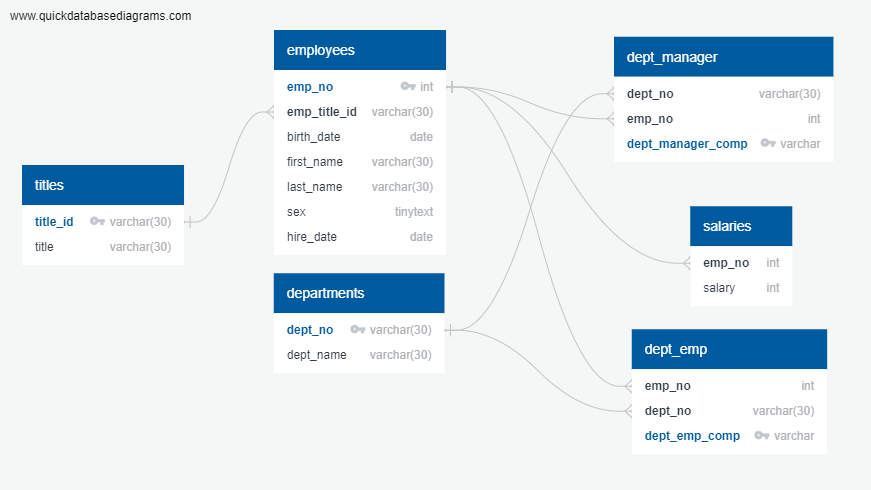 www.quickdatabasediagrams.com
employees
emp_no int
emp_title_id varchar(30)
birth_date date
first_name varchar(30)
last_name varchar(30)
sex tinytext
hire_date date
dept_manager
dept_no varchar(30)
emp_no int
dept_manager_comp varchar
titles
title_id varchar(30)
title varchar(30)
salaries
emp_no int
salary int
departments
dept_no varchar(30)
dept_name varchar(30)
dept_emp
emp_no int
dept_no varchar(30)
dept_emp_comp varchar